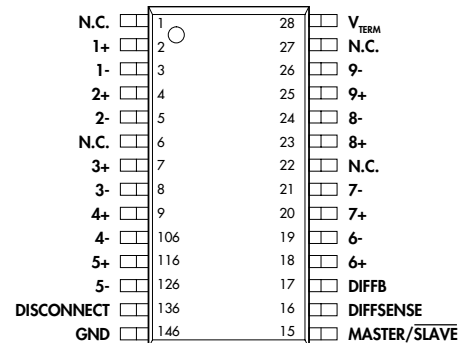 N.C. 1 28 VTERM
1+ 2 27 N.C.
1- 3 26 9-
2+ 4 25 9+
2- 5 24 8-
N.C. 6 23 8+
3+ 7 22 N.C.
3- 8 21 7-
4+ 9 20 7+
4- 106 19 6-
5+ 116 18 6+
5- 126 17 DIFFB
DISCONNECT 136 16 DIFFSENSE
GND 146 15 MASTER/SLAVE